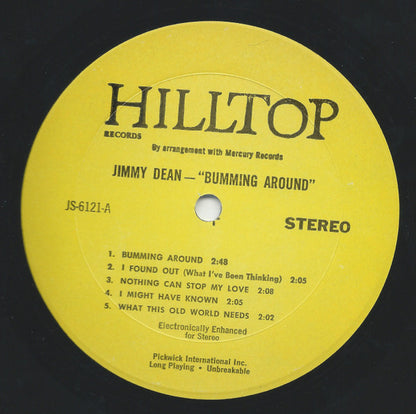 HILLTOP
RECORDS
By arrangement with Mercury Records
JIMMY DEAN — "BUMMING AROUND"
JS-6121-A
STEREO
1. BUMMING AROUND 2:48
2. I FOUND OUT (What I've Been Thinking) 2:05
3. NOTHING CAN STOP MY LOVE 2:08
4. I MIGHT HAVE KNOWN 2:05
5. WHAT THIS OLD WORLD NEEDS 2:02
Electronically Enhanced
for Stereo
Pickwick International Inc.
Long Playing • Unbreakable